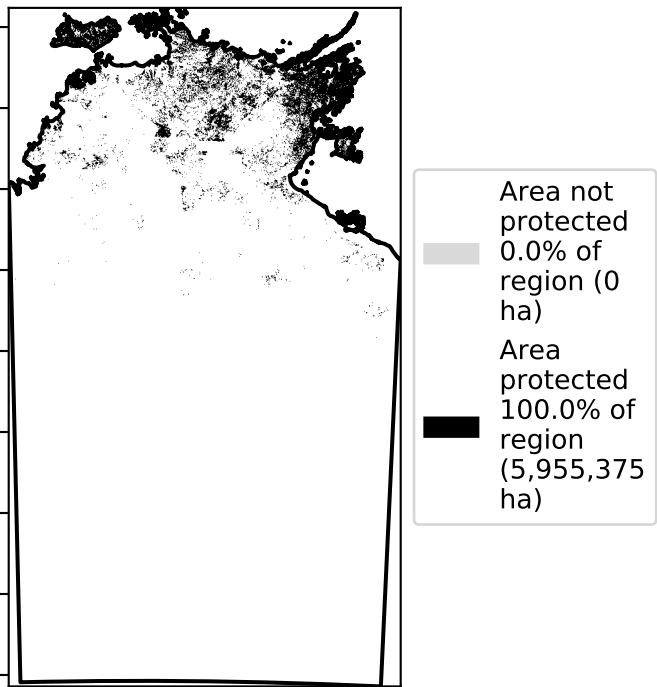 Area not
protected
0.0% of
region (0
ha)
Area
protected
100.0% of
region
(5,955,375
ha)